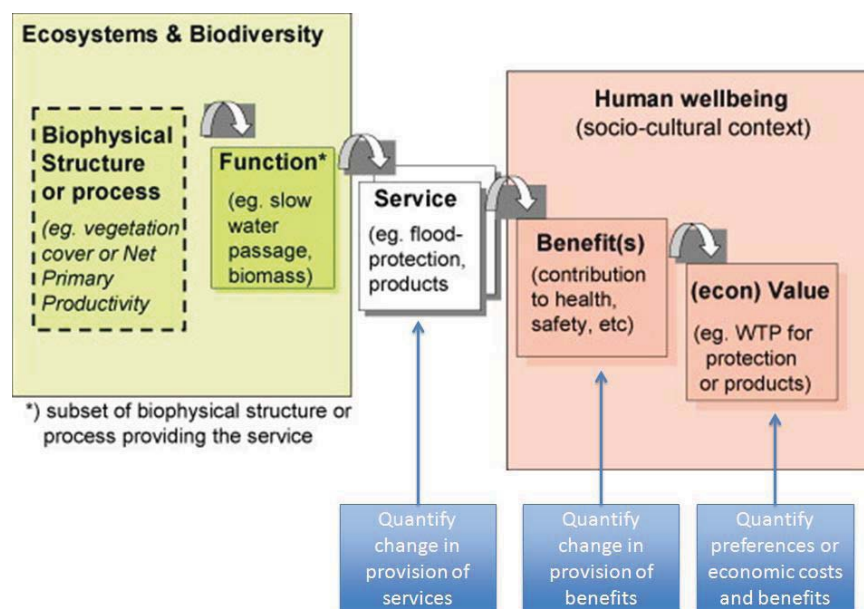 Ecosystems & Biodiversity
Biophysical
Structure
or process
(eg. vegetation
cover or Net
Primary
Productivity
Function*
(eg. slow
water
passage,
biomass)
Service
(eg. flood-
protection,
products
Human wellbeing
(socio-cultural context)
Benefit(s)
(contribution
to health,
safety, etc)
(econ) Value
(eg. WTP for
protection
or products)
*) subset of biophysical structure or
process providing the service
Quantify
change in
provision of
services
Quantify
change in
provision of
benefits
Quantify
preferences or
economic costs
and benefits